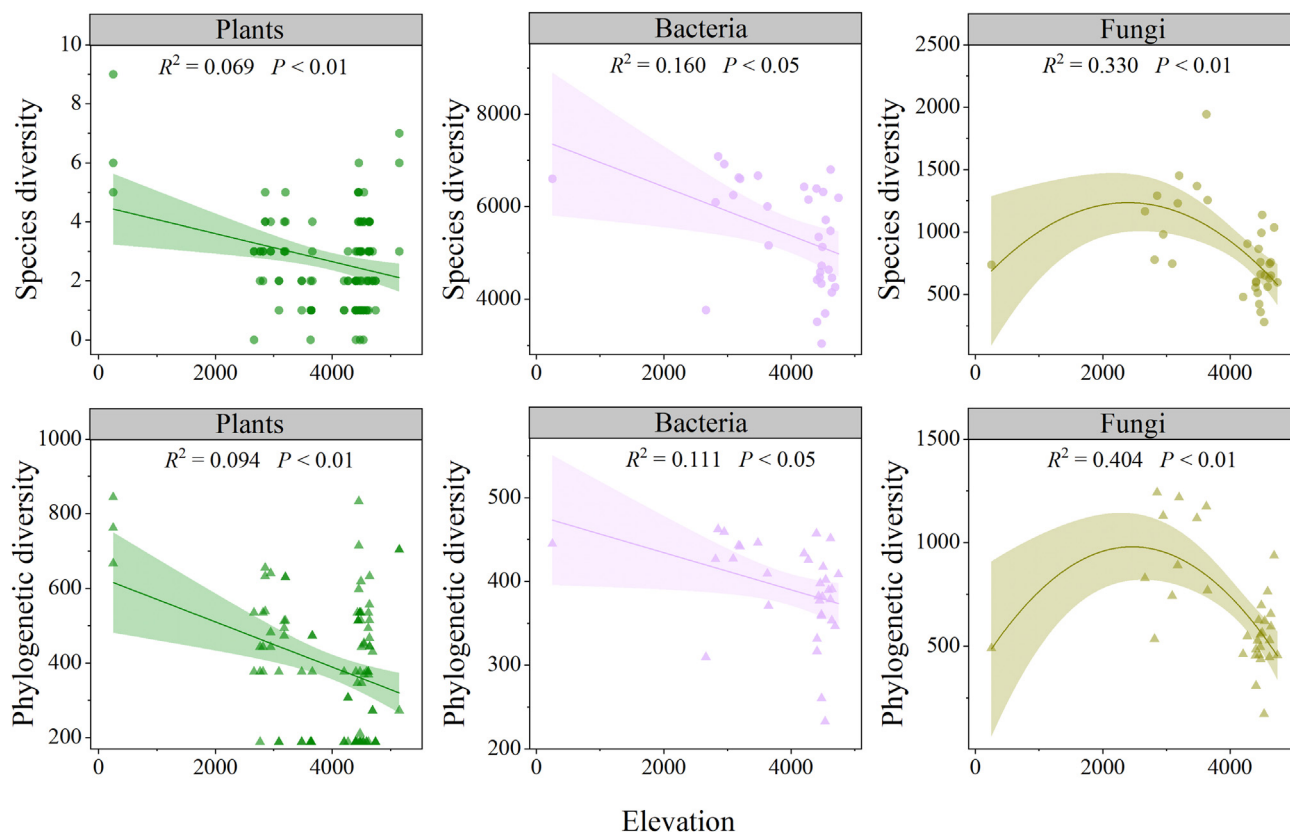 Plants
R² = 0.069 P < 0.01
Species diversity
10
8
6
4
2
0
0 2000 4000
Bacteria
R² = 0.160 P < 0.05
Species diversity
8000
6000
4000
0 2000 4000
Fungi
R² = 0.330 P < 0.01
Species diversity
2500
2000
1500
1000
500
0
0 2000 4000
Plants
R² = 0.094 P < 0.01
Phylogenetic diversity
1000
800
600
400
200
0 2000 4000
Bacteria
R² = 0.111 P < 0.05
Phylogenetic diversity
500
400
300
200
0 2000 4000
Fungi
R² = 0.404 P < 0.01
Phylogenetic diversity
1500
1000
500
0
0 2000 4000
Elevation